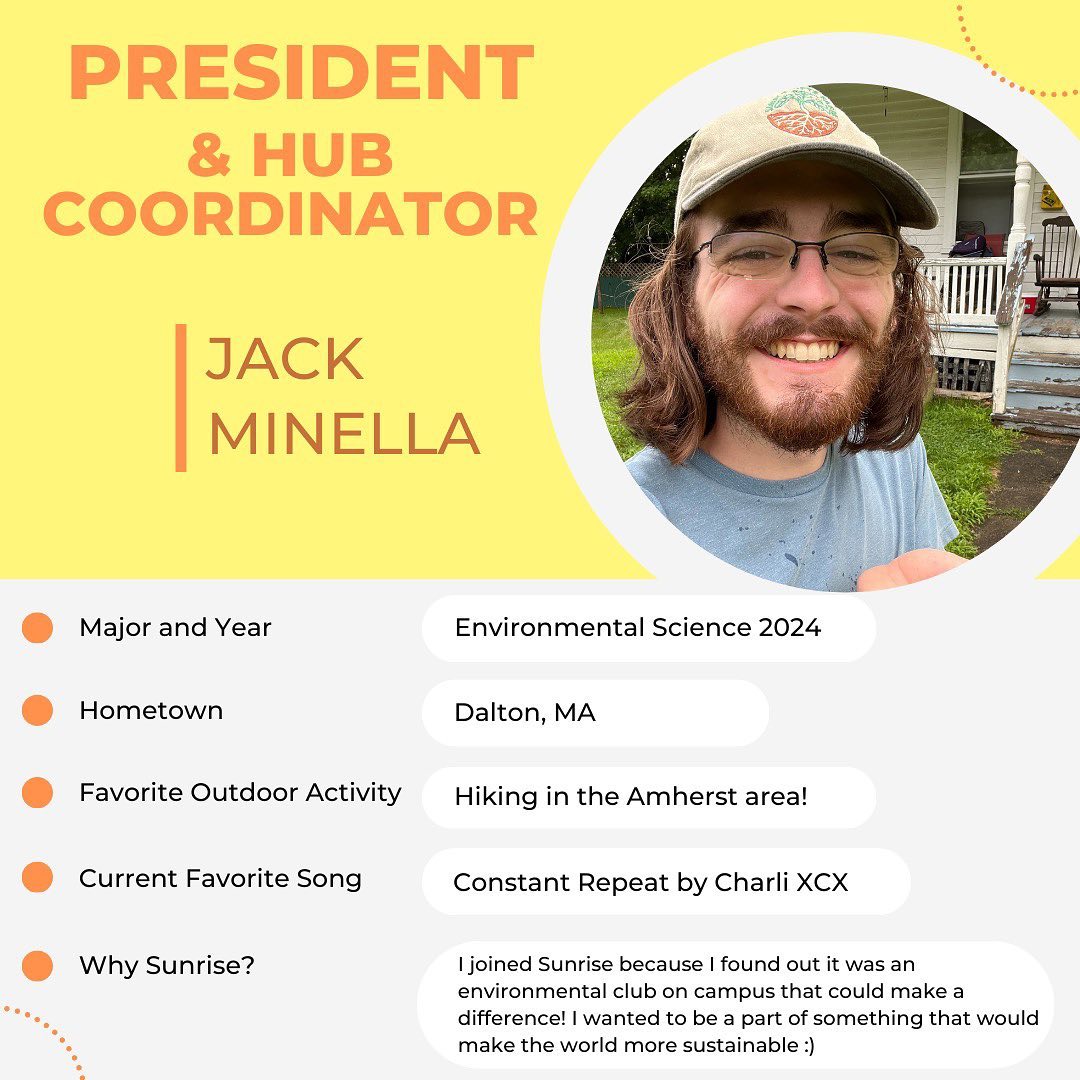 PRESIDENT
& HUB
COORDINATOR
JACK
MINELLA
Major and Year
Environmental Science 2024
Hometown
Dalton, MA
Favorite Outdoor Activity
Hiking in the Amherst area!
Current Favorite Song
Constant Repeat by Charli XCX
Why Sunrise?
I joined Sunrise because I found out it was an
environmental club on campus that could make a
difference! I wanted to be a part of something that would
make the world more sustainable :)